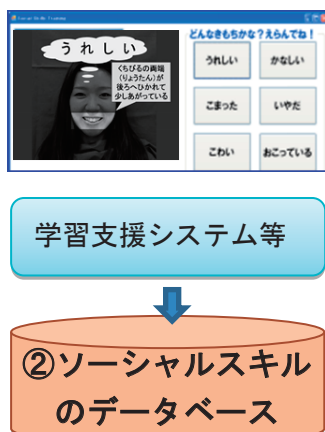 Social Skills Training
どんなきもちかな？えらんでね！
うれしい
くちびるの両端
（りょうたん）が
後ろへひかれて
少しあがっている
うれしい
かなしい
こまった
いやだ
こわい
おこっている
学習支援システム等
②ソーシャルスキル
のデータベース